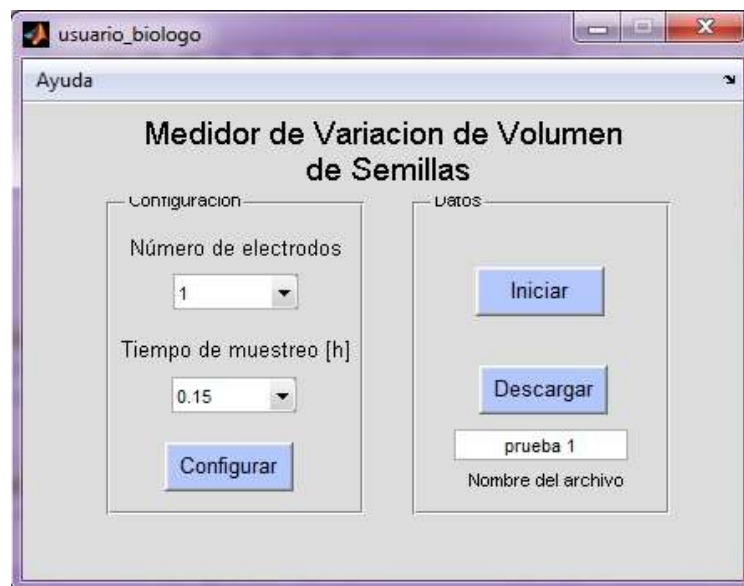 usuario_biologo
Ayuda
Medidor de Variacion de Volumen
de Semillas
Configuración
Número de electrodos
1
Tiempo de muestreo [h]
0.15
Configurar
Datos
Iniciar
Descargar
prueba 1
Nombre del archivo